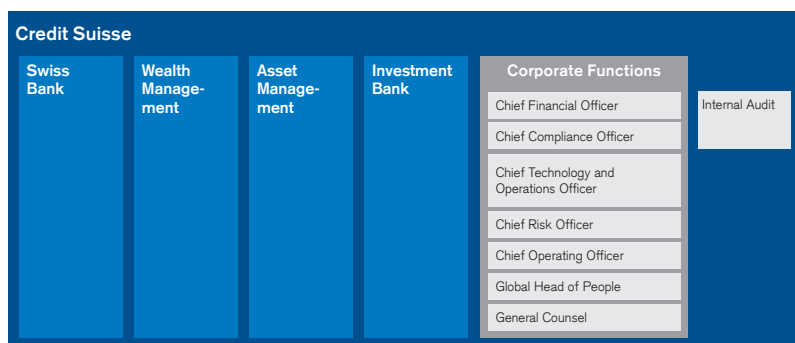 Credit Suisse
Swiss
Bank
Wealth
Manage-
ment
Asset
Manage-
ment
Investment
Bank
Corporate Functions
Chief Financial Officer
Chief Compliance Officer
Chief Technology and
Operations Officer
Chief Risk Officer
Chief Operating Officer
Global Head of People
General Counsel
Internal Audit